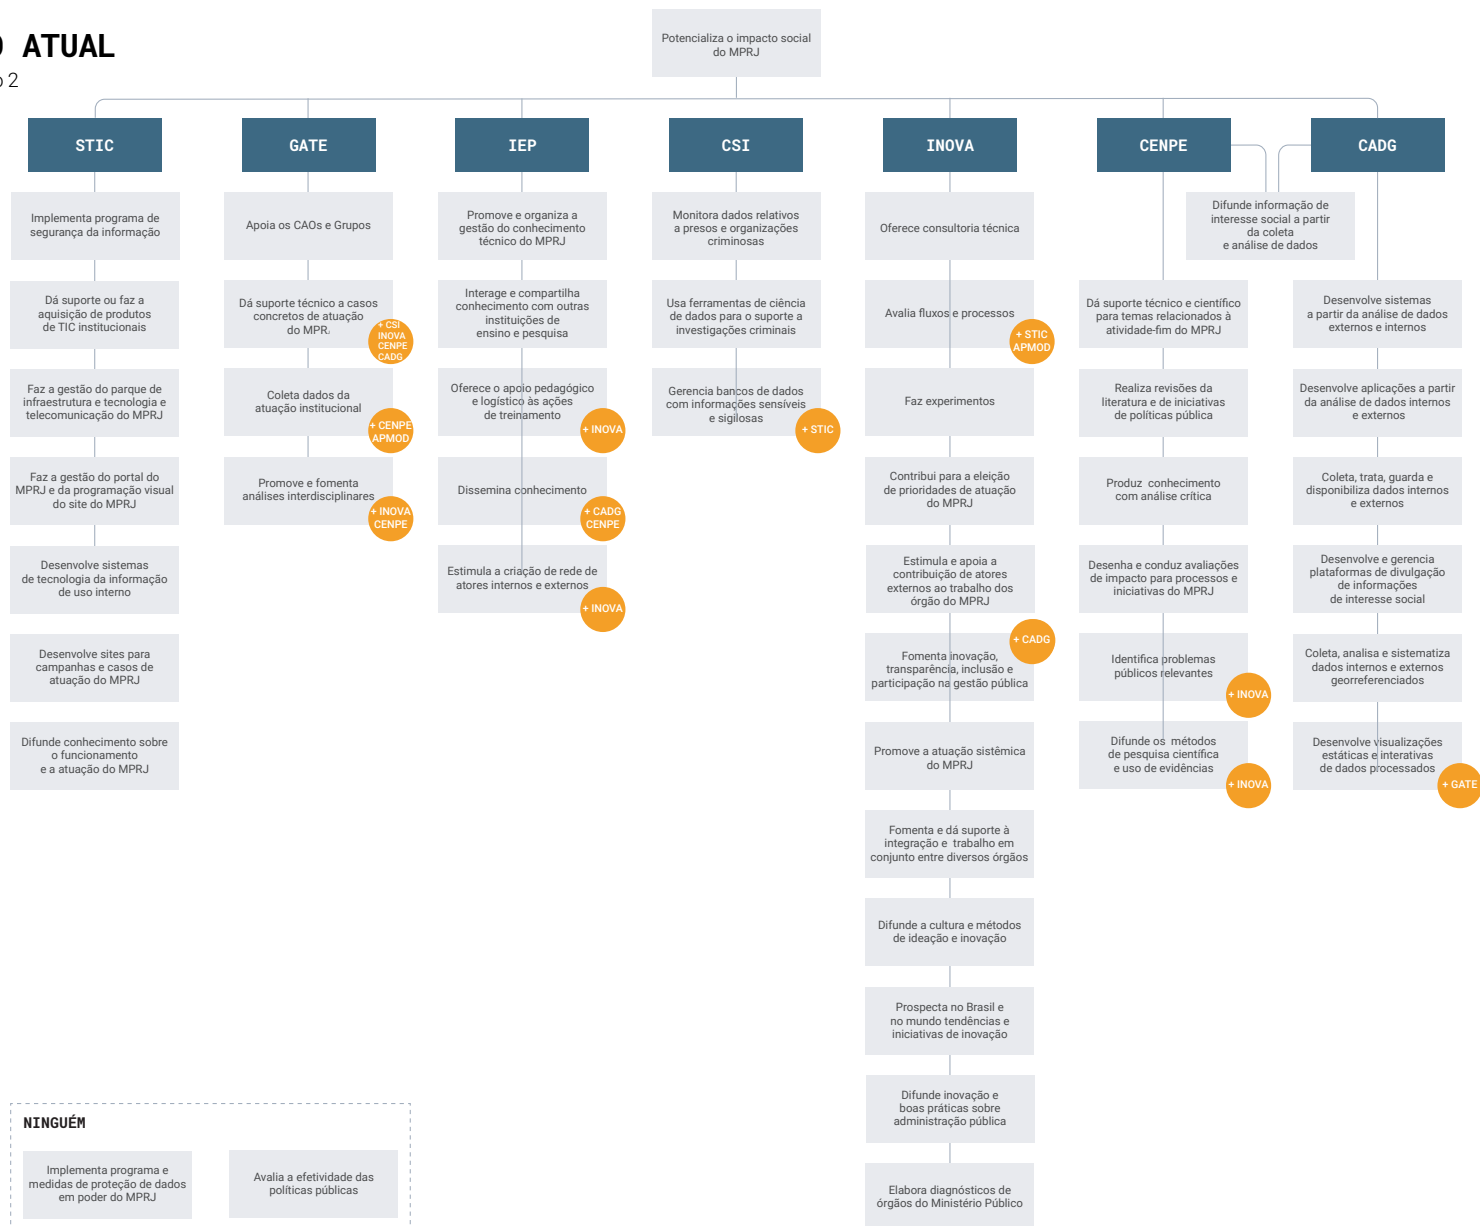 ATUAL
2
Potencializa o impacto social
do MPRJ
STIC
Implementa programa de
segurança da informação
Dá suporte ou faz a
aquisição de produtos
de TIC institucionais
Faz a gestão do parque de
infraestrutura e tecnologia e
telecomunicação do MPRJ
Faz a gestão do portal do
MPRJ e da programação visual
do site do MPRJ
Desenvolve sistemas
de tecnologia da informação
de uso interno
Desenvolve sites para
campanhas e casos de
atuação do MPRJ
Difunde conhecimento sobre
o funcionamento
e a atuação do MPRJ
GATE
Apoia os CAOs e Grupos
Dá suporte técnico a casos
concretos de atuação
do MPR
+ CSI
INOVA
CENPE
CADG
Coleta dados da
atuação institucional
+ CENPE
APMOD
Promove e fomenta
análises interdisciplinares
+ INOVA
CENPE
IEP
Promove e organiza a
gestão do conhecimento
técnico do MPRJ
Interage e compartilha
conhecimento com outras
instituições de
ensino e pesquisa
Oferece o apoio pedagógico
e logístico às ações
de treinamento
+ INOVA
Dissemina conhecimento
+ CADG
CENPE
Estimula a criação de rede de
atores internos e externos
+ INOVA
CSI
Monitora dados relativos
a presos e organizações
criminosas
Usa ferramentas de ciência
de dados para o suporte a
investigações criminais
Gerencia bancos de dados
com informações sensíveis
e sigilosas
+ STIC
INOVA
Oferece consultoria técnica
Avalia fluxos e processos
+ STIC
APMOD
Faz experimentos
Contribui para a eleição
de prioridades de atuação
do MPRJ
Estimula e apoia a
contribuição de atores
externos ao trabalho dos
órgão do MPRJ
+ CADG
Fomenta inovação,
transparência, inclusão e
participação na gestão pública
Promove a atuação sistêmica
do MPRJ
Fomenta e dá suporte à
integração e trabalho em
conjunto entre diversos órgãos
Difunde a cultura e métodos
de ideação e inovação
Prospecta no Brasil e
no mundo tendências e
iniciativas de inovação
Difunde inovação e
boas práticas sobre
administração pública
Elabora diagnósticos de
órgãos do Ministério Público
CENPE
Difunde informação de
interesse social a partir
da coleta
e análise de dados
Dá suporte técnico e científico
para temas relacionados à
atividade-fim do MPRJ
Realiza revisões da
literatura e de iniciativas
de políticas pública
Produz conhecimento
com análise crítica
Desenha e conduz avaliações
de impacto para processos e
iniciativas do MPRJ
Identifica problemas
públicos relevantes
+ INOVA
Difunde os métodos
de pesquisa científica
e uso de evidências
+ INOVA
CADG
Desenvolve sistemas
a partir da análise de dados
externos e internos
Desenvolve aplicações a partir
da análise de dados internos
e externos
Coleta, trata, guarda e
disponibiliza dados internos
e externos
Desenvolve e gerencia
plataformas de divulgação
de informações
de interesse social
Coleta, analisa e sistematiza
dados internos e externos
georreferenciados
Desenvolve visualizações
estáticas e interativas
de dados processados
+ GATE
NINGUÉM
Implementa programa e
medidas de proteção de dados
em poder do MPRJ
Avalia a efetividade das
políticas públicas